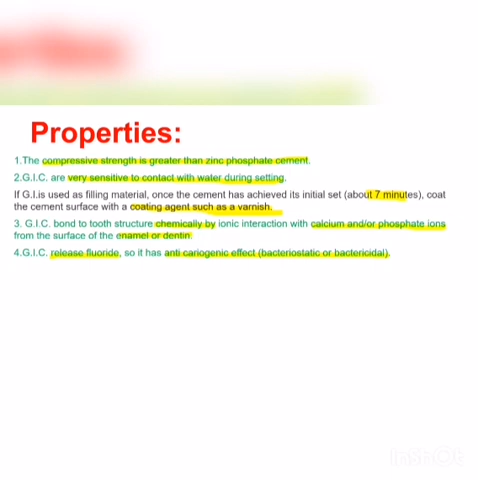 Properties:
1.The compressive strength is greater than zinc phosphate cement.
2.G.I.C. are very sensitive to contact with water during setting.
If G.I.is used as filling material, once the cement has achieved its initial set (about 7 minutes), coat
the cement surface with a coating agent such as a varnish.
3. G.I.C. bond to tooth structure chemically by ionic interaction with calcium and/or phosphate ions
from the surface of the enamel or dentin.
4.G.I.C. release fluoride, so it has anti cariogenic effect (bacteriostatic or bactericidal).
InShOt